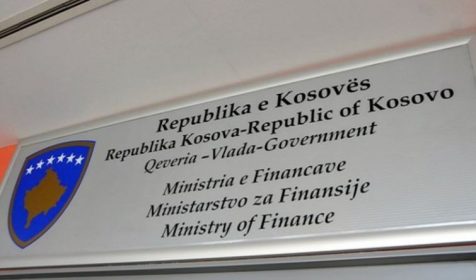 Republika e Kosovës
Republika Kosova-Republic of Kosovo
Qeveria –Vlada-Government
Ministria e Financave
Ministarstvo za Finansije
Ministry of Finance